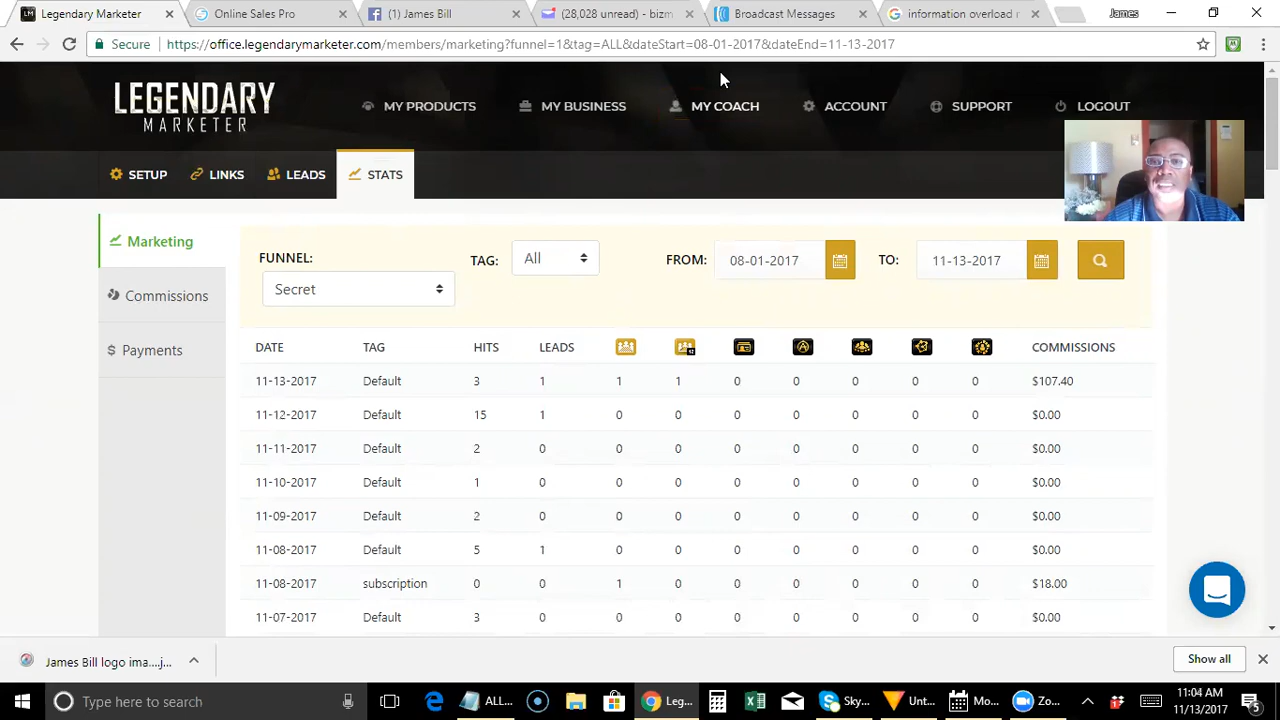 Legendary Marketer
Online Sales Pro
(1) James Bill
(28,028 unread) - bizm
Broadcast Messages
information overload
James
Secure
https://office.legendarymarketer.com/members/marketing?funnel=1&tag=ALL&dateStart=08-01-2017&dateEnd=11-13-2017
LEGENDARY
MARKETER
MY PRODUCTS
MY BUSINESS
MY COACH
ACCOUNT
SUPPORT
LOGOUT
SETUP
LINKS
LEADS
STATS
Marketing
Commissions
$ Payments
FUNNEL:
Secret
TAG:
All
FROM:
08-01-2017
TO:
11-13-2017
DATE TAG HITS LEADS COMMISSIONS
11-13-2017 Default 3 1 1 1 0 0 0 0 0 $107.40
11-12-2017 Default 15 1 0 0 0 0 0 0 0 $0.00
11-11-2017 Default 2 0 0 0 0 0 0 0 0 $0.00
11-10-2017 Default 1 0 0 0 0 0 0 0 0 $0.00
11-09-2017 Default 2 0 0 0 0 0 0 0 0 $0.00
11-08-2017 Default 5 1 0 0 0 0 0 0 0 $0.00
11-08-2017 subscription 0 0 1 0 0 0 0 0 0 $18.00
11-07-2017 Default 3 0 0 0 0 0 0 0 0 $0.00
James Bill logo ima....j...
Show all
Type here to search
ALL...
Leg...
Sky...
Unt...
Mo...
Zo...
11:04 AM
11/13/2017
5